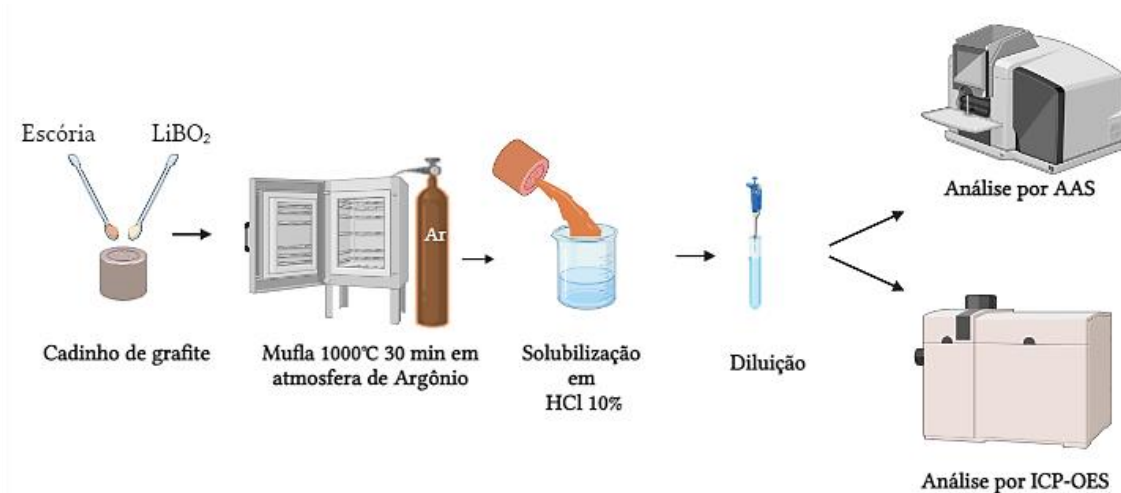 Escória
LiBO₂
Cadinho de grafite
Ar
Mufla 1000℃ 30 min em
atmosfera de Argônio
Solubilização
em
HCl 10%
Diluição
Análise por AAS
Análise por ICP-OES